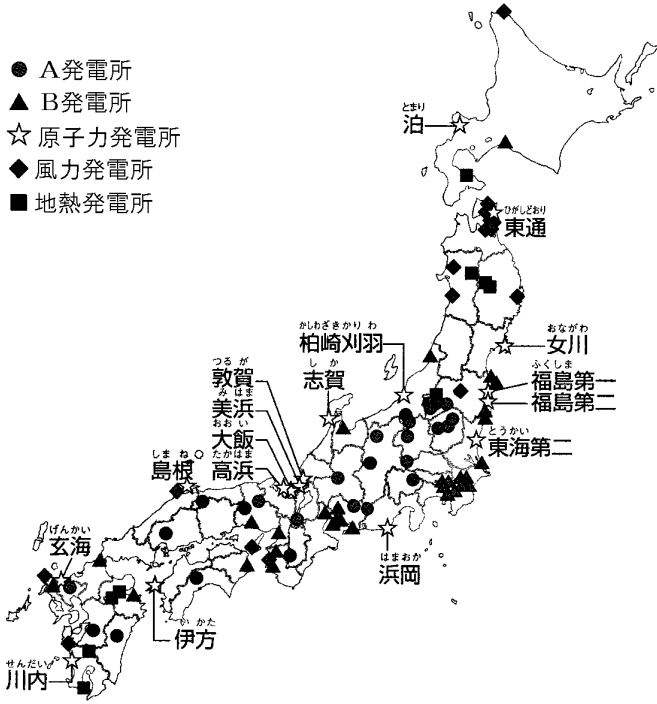 A発電所
B発電所
原子力発電所
風力発電所
地熱発電所
とまり
泊
ひがしどおり
東通
かしわざきかりわ
柏崎刈羽
おながわ
女川
つるが
敦賀
しか
志賀
ふくしま
福島第一
福島第二
みはま
美浜
おおい
大飯
とうかい
東海第二
しまね
島根
たかはま
高浜
げんかい
玄海
はまおか
浜岡
いかた
伊方
せんだい
川内